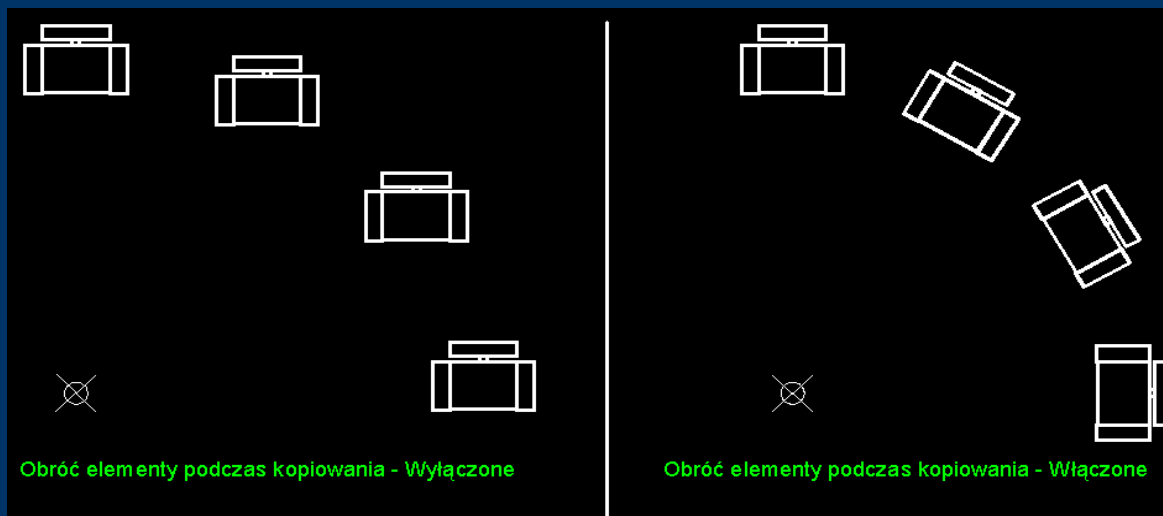 Obróć elementy podczas kopiowania - Wyłączone
Obróć elementy podczas kopiowania - Włączone